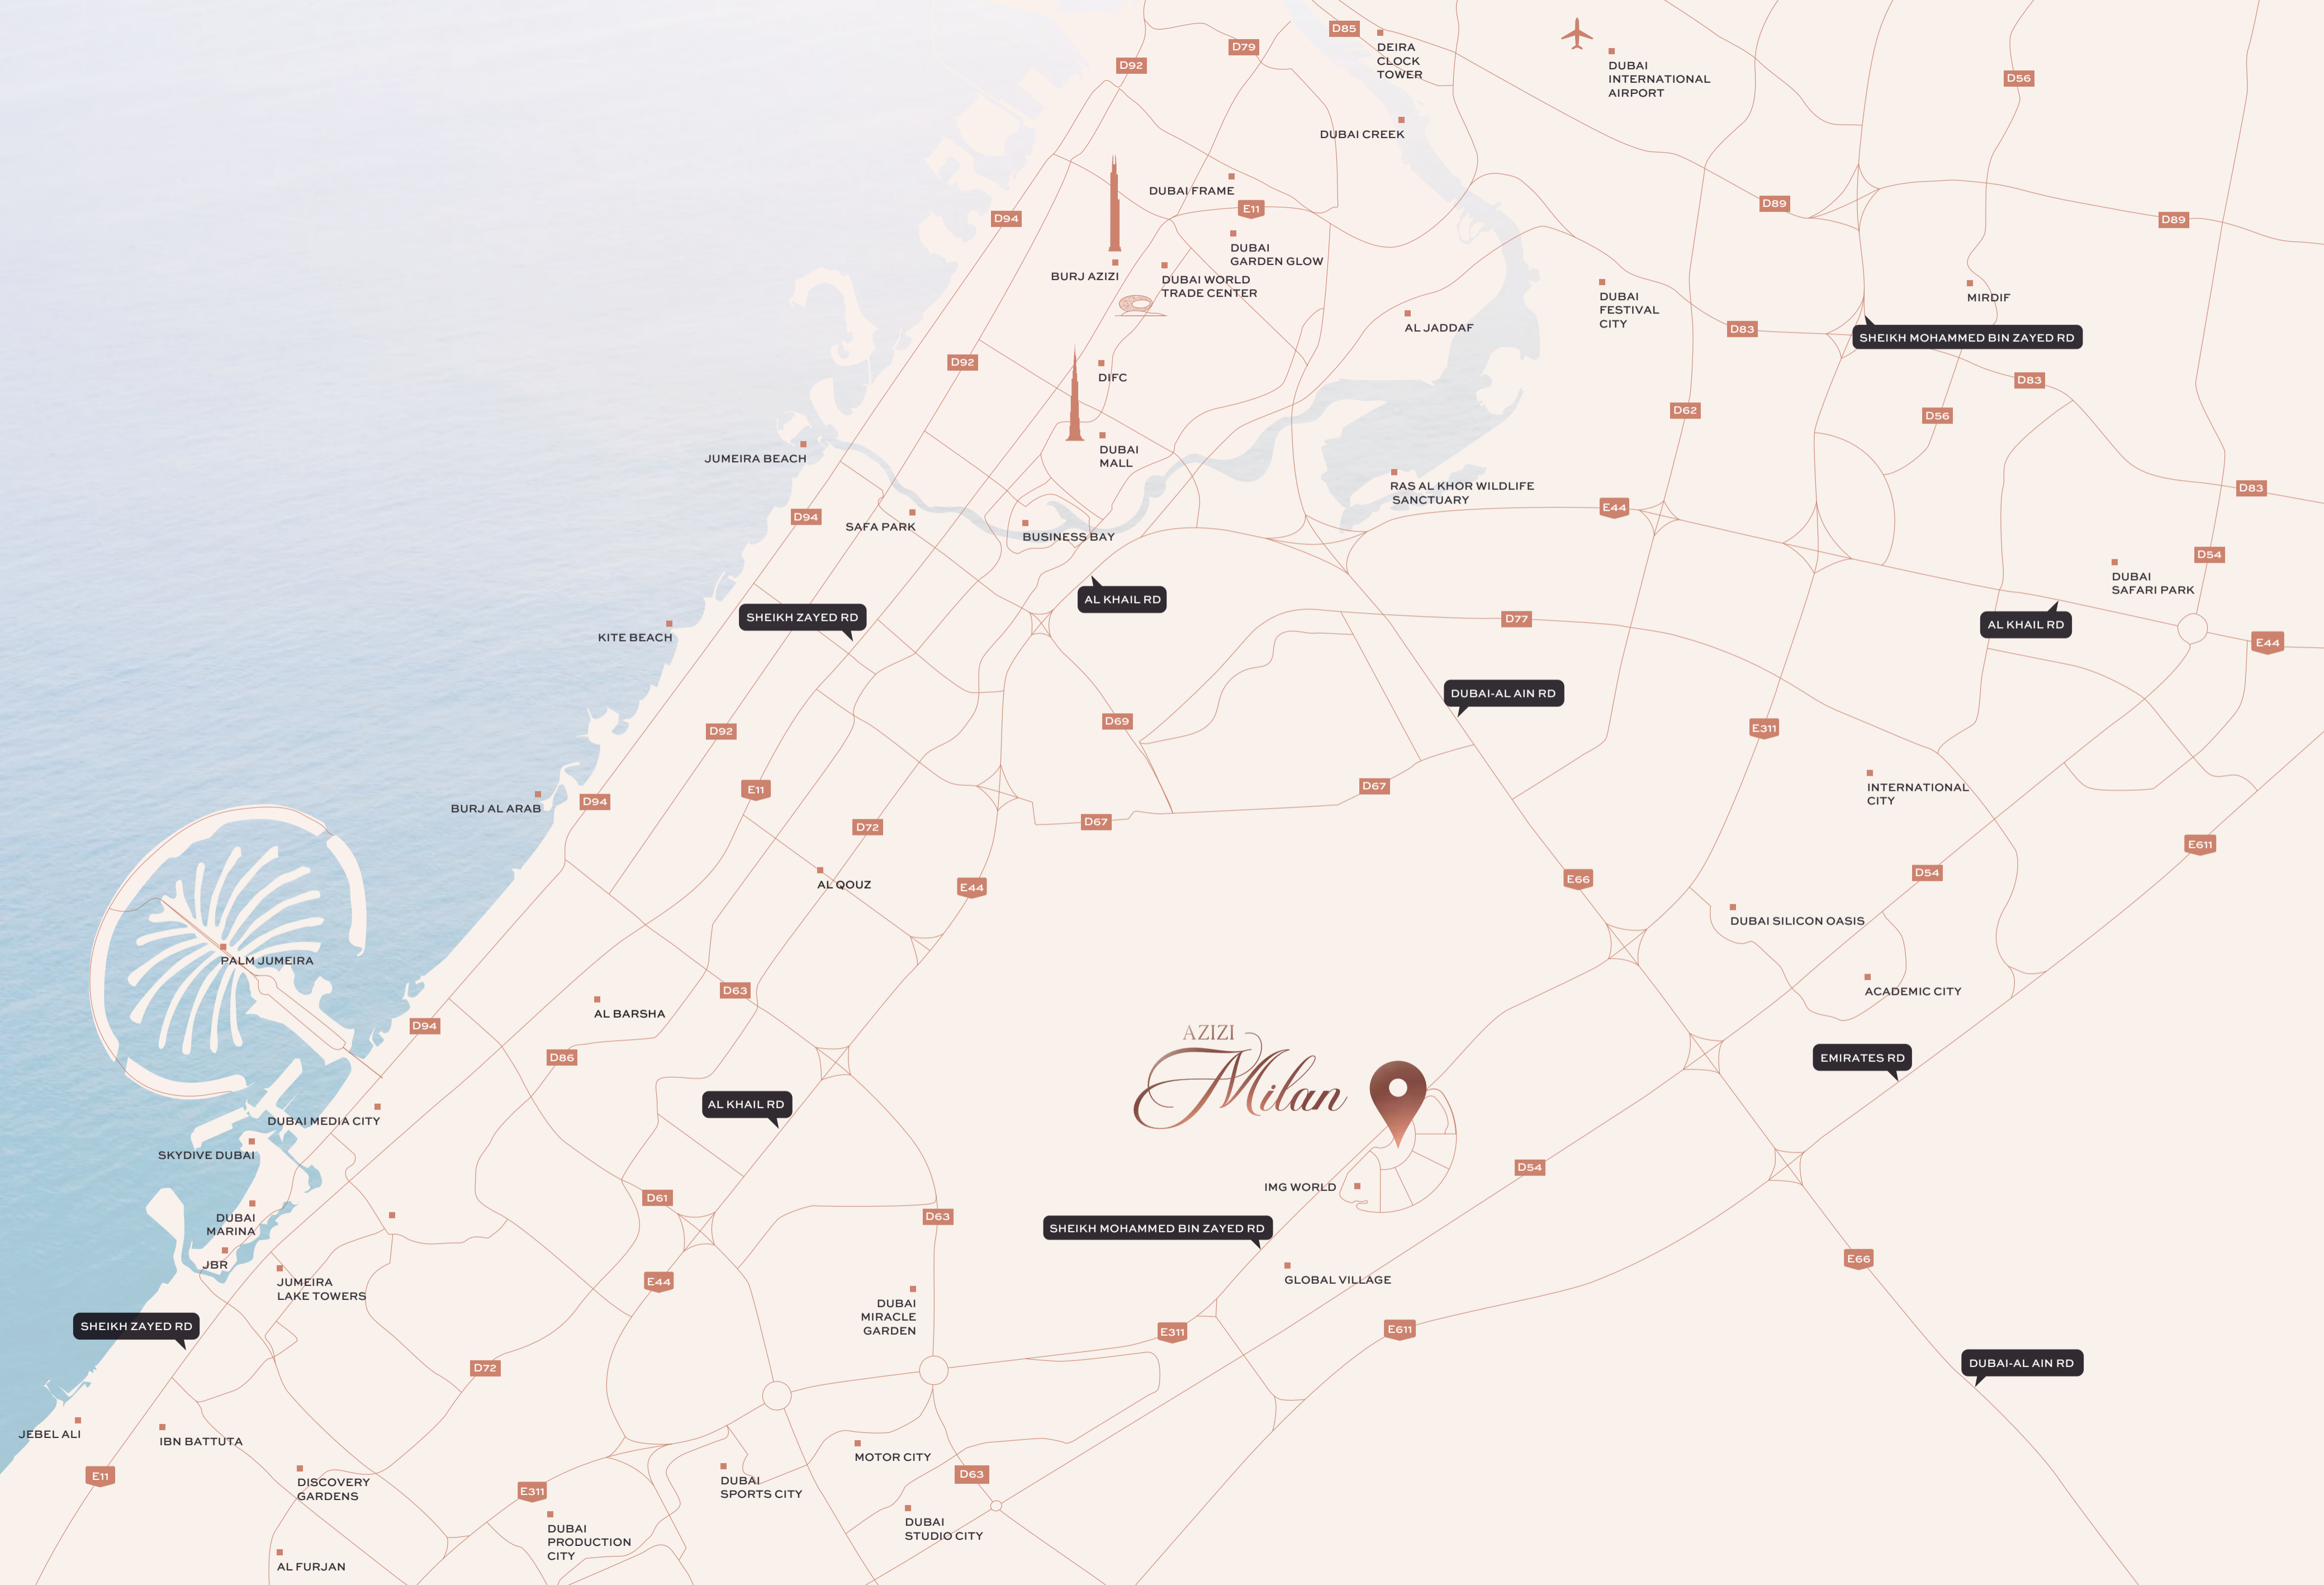 D85
DEIRA
CLOCK
TOWER
D79
D92
DUBAI
INTERNATIONAL
AIRPORT
D56
DUBAI CREEK
DUBAI FRAME
E11
D94
D89
D89
DUBAI
GARDEN GLOW
BURJ AZIZI
DUBAI WORLD
TRADE CENTER
DUBAI
FESTIVAL
CITY
MIRDIF
AL JADDAF
D83
SHEIKH MOHAMMED BIN ZAYED RD
D92
DIFC
D83
D62
D56
JUMEIRA BEACH
DUBAI
MALL
RAS AL KHOR WILDLIFE
SANCTUARY
D83
E44
D94
SAFA PARK
BUSINESS BAY
D54
DUBAI
SAFARI PARK
AL KHAIL RD
SHEIKH ZAYED RD
D77
AL KHAIL RD
KITE BEACH
E44
DUBAI-AL AIN RD
D69
D92
E311
E11
D67
INTERNATIONAL
CITY
BURJ AL ARAB
D94
D67
D72
E611
AL QOUZ
E44
E66
D54
DUBAI SILICON OASIS
PALM JUMEIRA
D63
ACADEMIC CITY
AL BARSHA
D94
AZIZI
Milan
D86
EMIRATES RD
AL KHAIL RD
DUBAI MEDIA CITY
SKYDIVE DUBAI
D54
IMG WORLD
D61
DUBAI
MARINA
D63
SHEIKH MOHAMMED BIN ZAYED RD
JBR
E66
JUMEIRA
LAKE TOWERS
E44
GLOBAL VILLAGE
DUBAI
MIRACLE
GARDEN
SHEIKH ZAYED RD
E311
E611
D72
DUBAI-AL AIN RD
JEBEL ALI
IBN BATTUTA
MOTOR CITY
E11
D63
DISCOVERY
GARDENS
DUBAI
SPORTS CITY
E311
DUBAI
STUDIO CITY
DUBAI
PRODUCTION
CITY
AL FURJAN